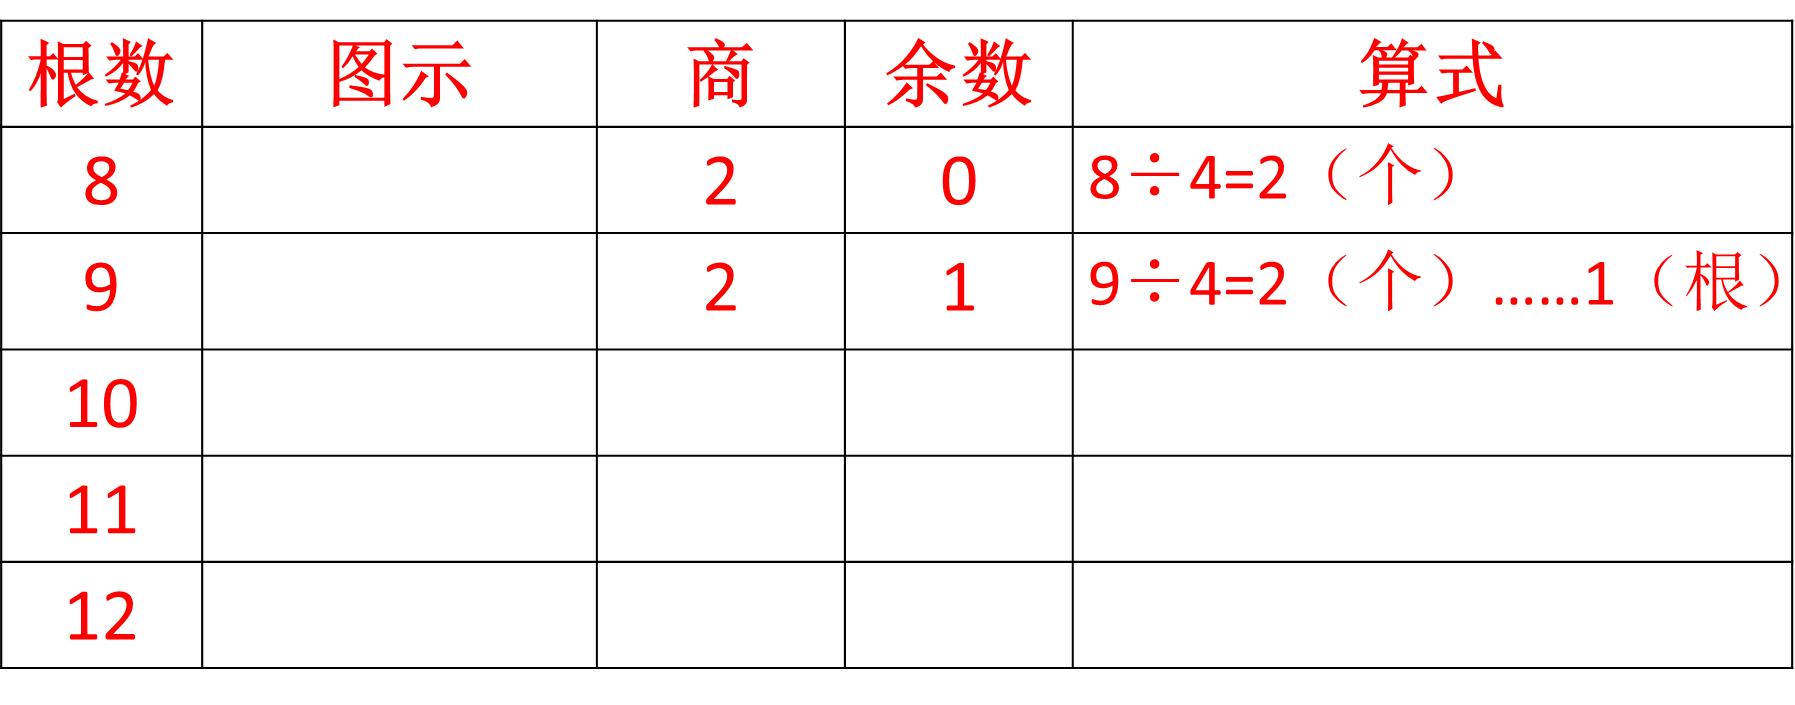 根数 图示 商 余数 算式
8 2 0 8÷4=2（个）
9 2 1 9÷4=2（个）……1（根）
10
11
12